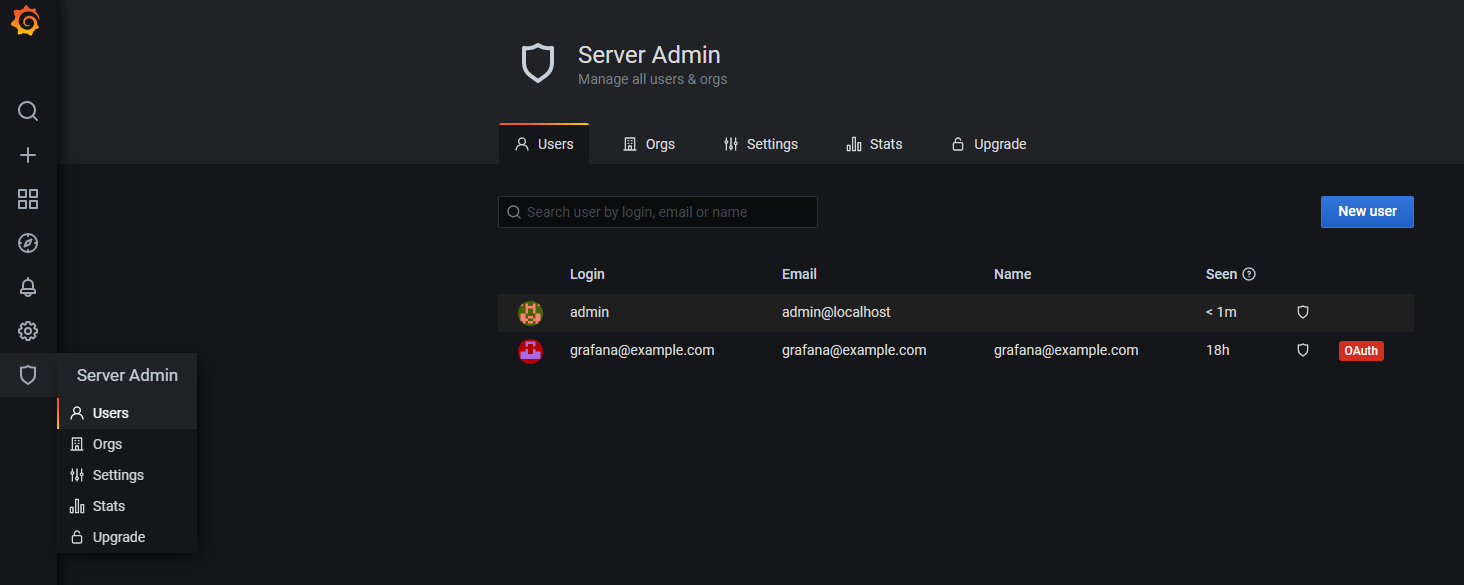 Server Admin
Manage all users & orgs
Users Orgs Settings Stats Upgrade
Search user by login, email or name
New user
Login Email Name Seen
admin admin@localhost < 1m
grafana@example.com grafana@example.com grafana@example.com 18h OAuth
Server Admin
Users
Orgs
Settings
Stats
Upgrade